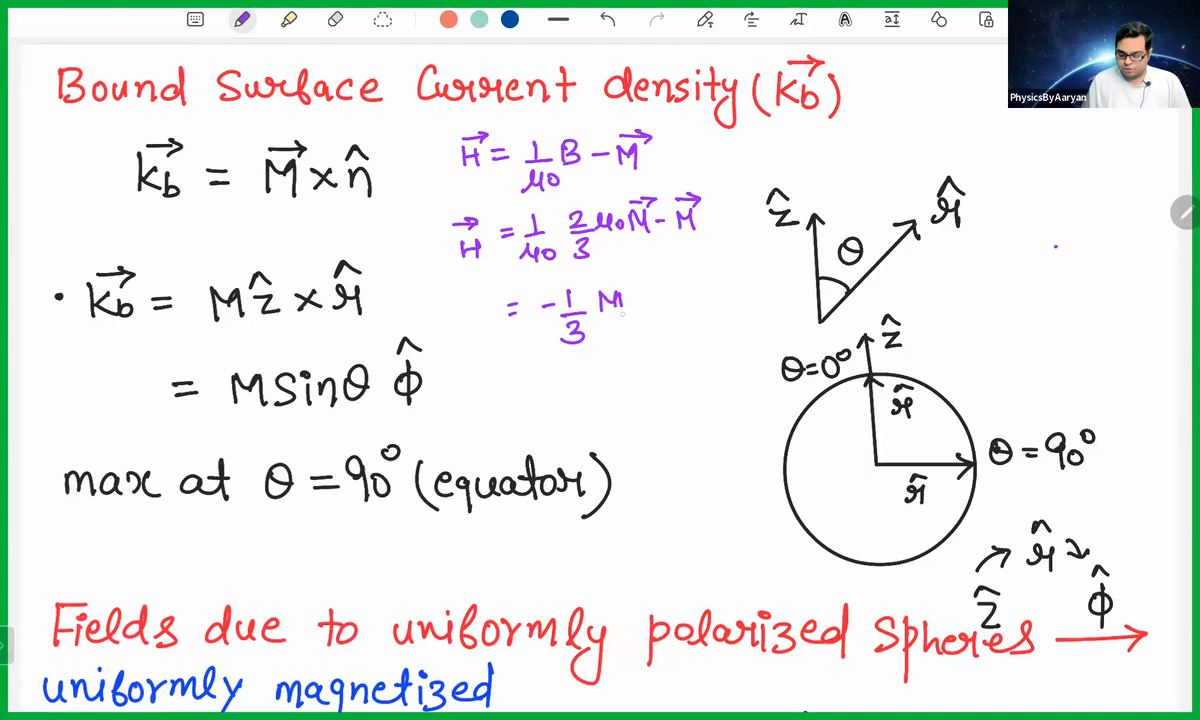 PhysicsByAaryan
Bound Surface Current density (k⃗b)
k⃗b = M⃗ × n̂
H⃗ = 1/μ0 B − M⃗
H⃗ = 1/μ0 2/3 μ0 M⃗ − M⃗
= −1/3 M
• k⃗b = Mẑ × r̂
= M sinθ ϕ̂
max at θ = 90° (equator)
ẑ
r̂
θ
ẑ
θ=0°
r̂
θ = 90°
r̂
r̂
ẑ
ϕ̂
Fields due to uniformly polarized Spheres
uniformly magnetized